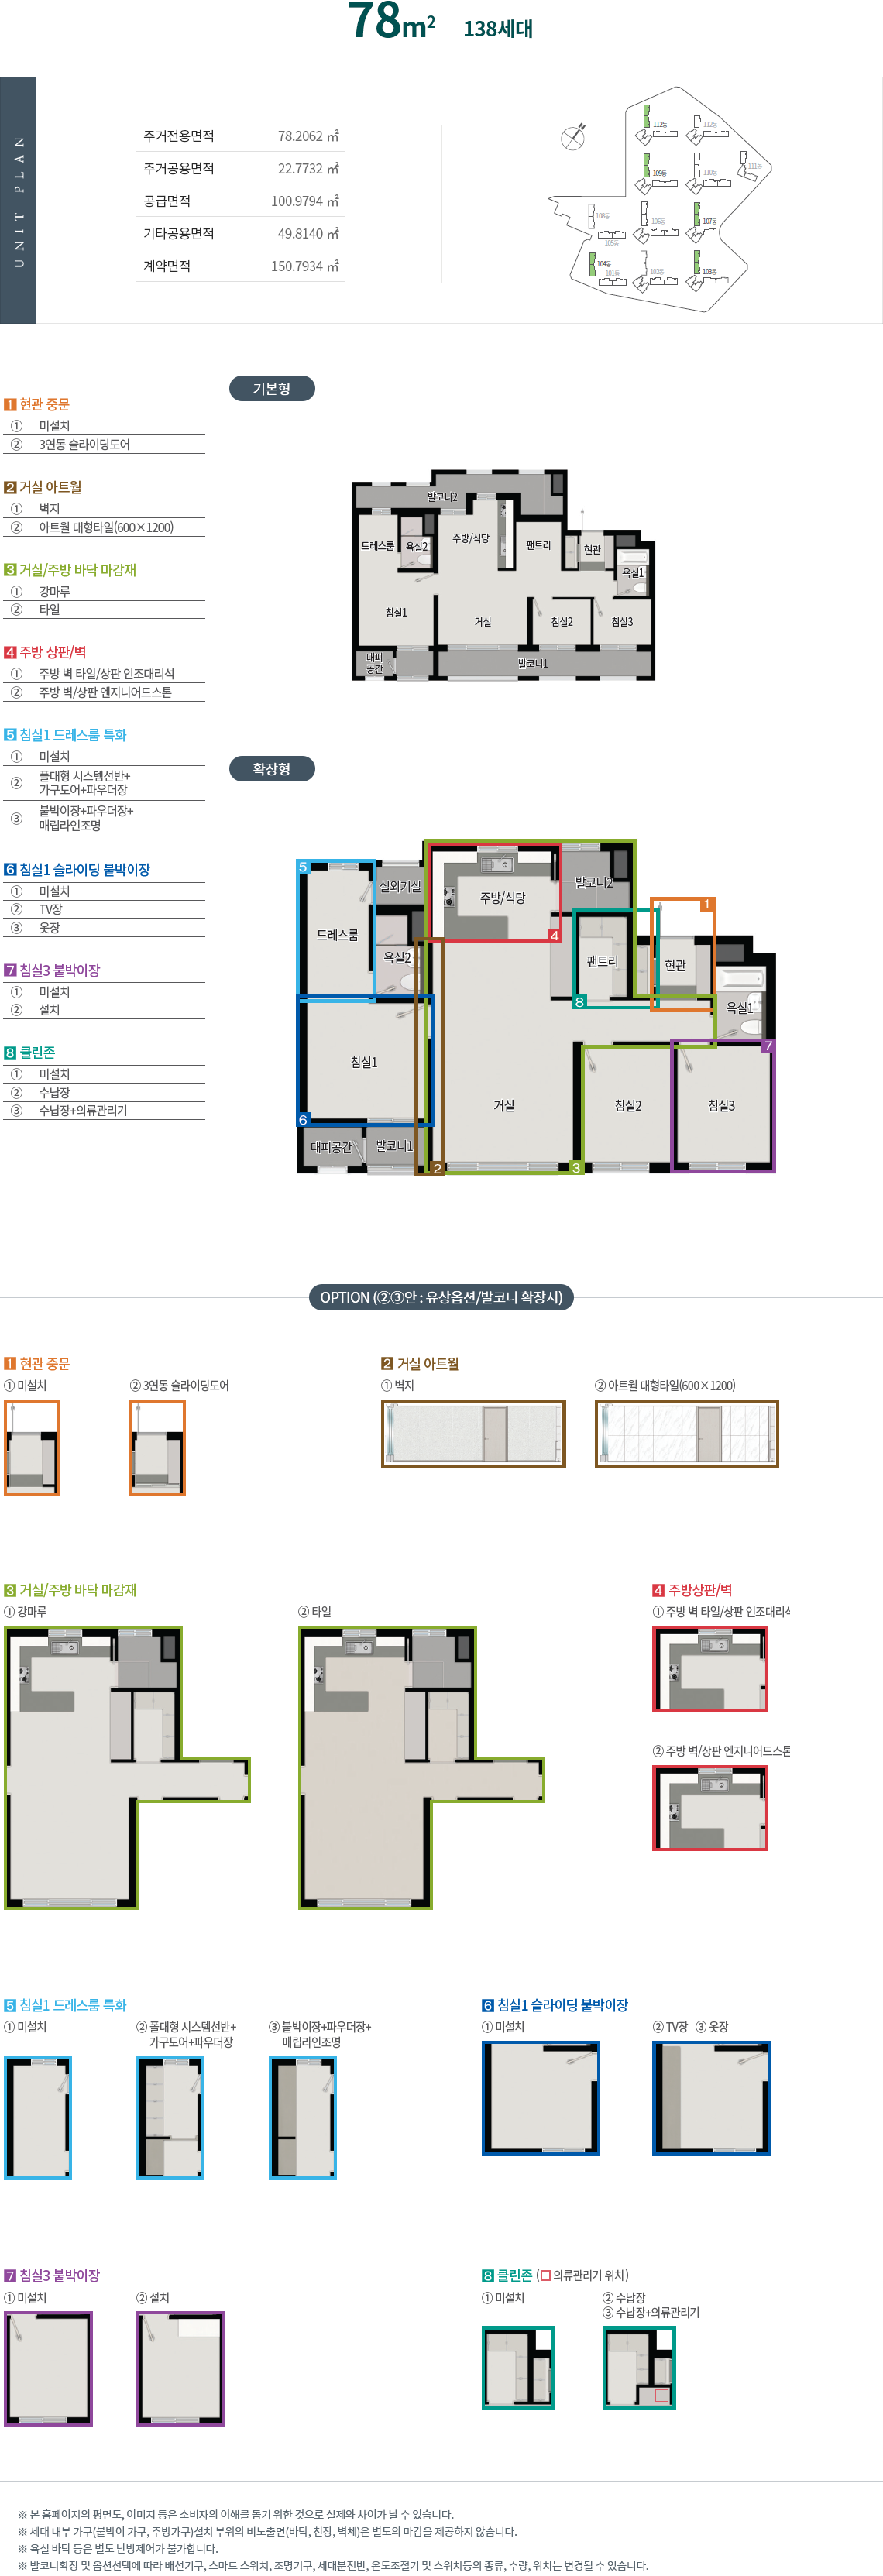 78m² | 138세대
UNIT PLAN
주거전용면적 78.2062 ㎡
주거공용면적 22.7732 ㎡
공급면적 100.9794 ㎡
기타공용면적 49.8140 ㎡
계약면적 150.7934 ㎡
N
112동
112동
111동
109동
110동
108동
106동
107동
105동
104동
101동
102동
103동
기본형
1 현관 중문
① 미설치
② 3연동 슬라이딩도어
2 거실 아트월
① 벽지
② 아트월 대형타일(600×1200)
3 거실/주방 바닥 마감재
① 강마루
② 타일
4 주방 상판/벽
① 주방 벽 타일/상판 인조대리석
② 주방 벽/상판 엔지니어드스톤
5 침실1 드레스룸 특화
① 미설치
② 폴대형 시스템선반+
가구도어+파우더장
③ 붙박이장+파우더장+
매립라인조명
6 침실1 슬라이딩 붙박이장
① 미설치
② TV장
③ 옷장
7 침실3 붙박이장
① 미설치
② 설치
8 클린존
① 미설치
② 수납장
③ 수납장+의류관리기
발코니2
드레스룸
욕실2
주방/식당
팬트리
현관
욕실1
침실1
거실
침실2
침실3
대피
공간
발코니1
확장형
5
실외기실
주방/식당
발코니2
1
드레스룸
4
욕실2
팬트리
현관
8
욕실1
7
침실1
거실
침실2
침실3
6
대피공간
발코니1
2
3
OPTION (②③안 : 유상옵션/발코니 확장시)
1 현관 중문
① 미설치
② 3연동 슬라이딩도어
2 거실 아트월
① 벽지
② 아트월 대형타일(600×1200)
3 거실/주방 바닥 마감재
① 강마루
② 타일
4 주방상판/벽
① 주방 벽 타일/상판 인조대리석
② 주방 벽/상판 엔지니어드스톤
5 침실1 드레스룸 특화
① 미설치
② 폴대형 시스템선반+
가구도어+파우더장
③ 붙박이장+파우더장+
매립라인조명
6 침실1 슬라이딩 붙박이장
① 미설치
② TV장 ③ 옷장
7 침실3 붙박이장
① 미설치
② 설치
8 클린존 (□ 의류관리기 위치)
① 미설치
② 수납장
③ 수납장+의류관리기
※ 본 홈페이지의 평면도, 이미지 등은 소비자의 이해를 돕기 위한 것으로 실제와 차이가 날 수 있습니다.
※ 세대 내부 가구(붙박이 가구, 주방가구)설치 부위의 비노출면(바닥, 천장, 벽체)은 별도의 마감을 제공하지 않습니다.
※ 욕실 바닥 등은 별도 난방제어가 불가합니다.
※ 발코니확장 및 옵션선택에 따라 배선기구, 스마트 스위치, 조명기구, 세대분전반, 온도조절기 및 스위치등의 종류, 수량, 위치는 변경될 수 있습니다.